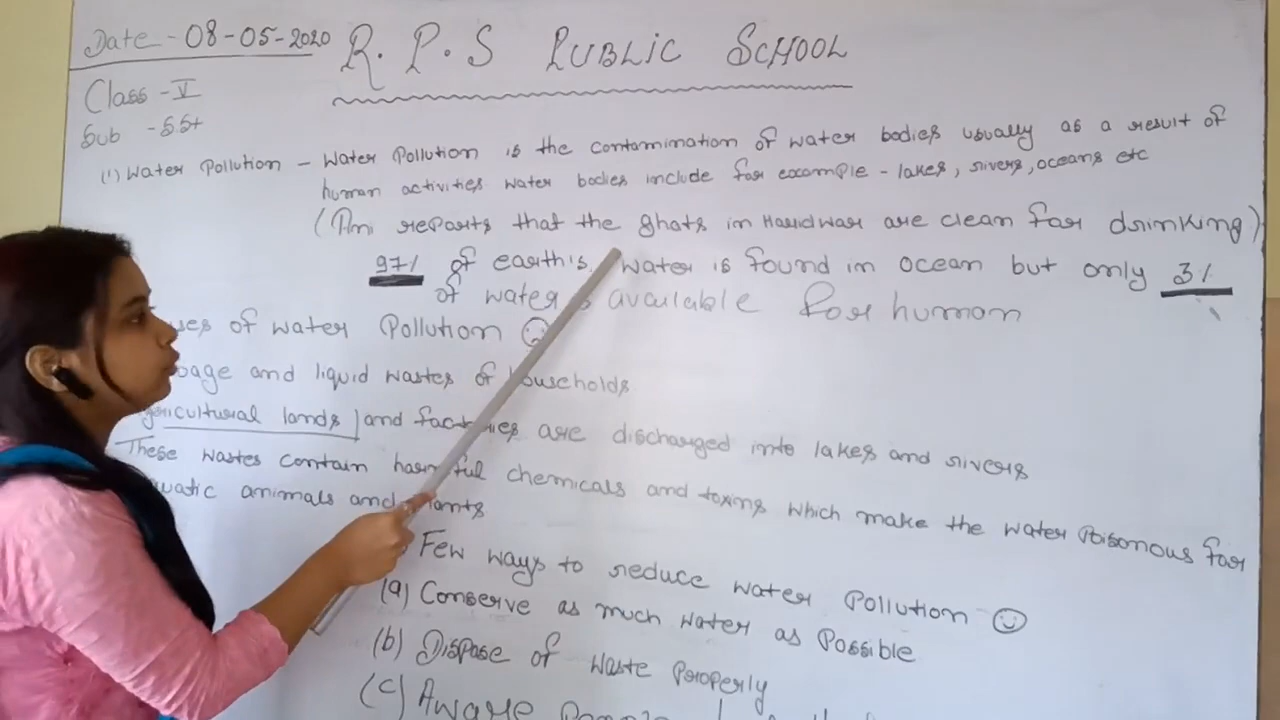 Date - 08-05-2020
R. P. S PUBLIC SCHOOL
Class - V
Sub - S.St
(1) Water Pollution - Water Pollution is the contamination of water bodies usually as a result of
human activities water bodies include for example - lakes, rivers, oceans etc
(Ani reports that the ghats in Haridwar are clean for drinking)
97% of earth's water is found in ocean but only 3%
of water is available for human
of water Pollution
and liquid wastes of households
lands and factories are discharged into lakes and rivers
These wastes contain harmful chemicals and toxins which make the water Poisonous for
animals and
Few ways to reduce water Pollution
(a) Conserve as much water as Possible
(b) Dispose of waste Properly
(c) Aware